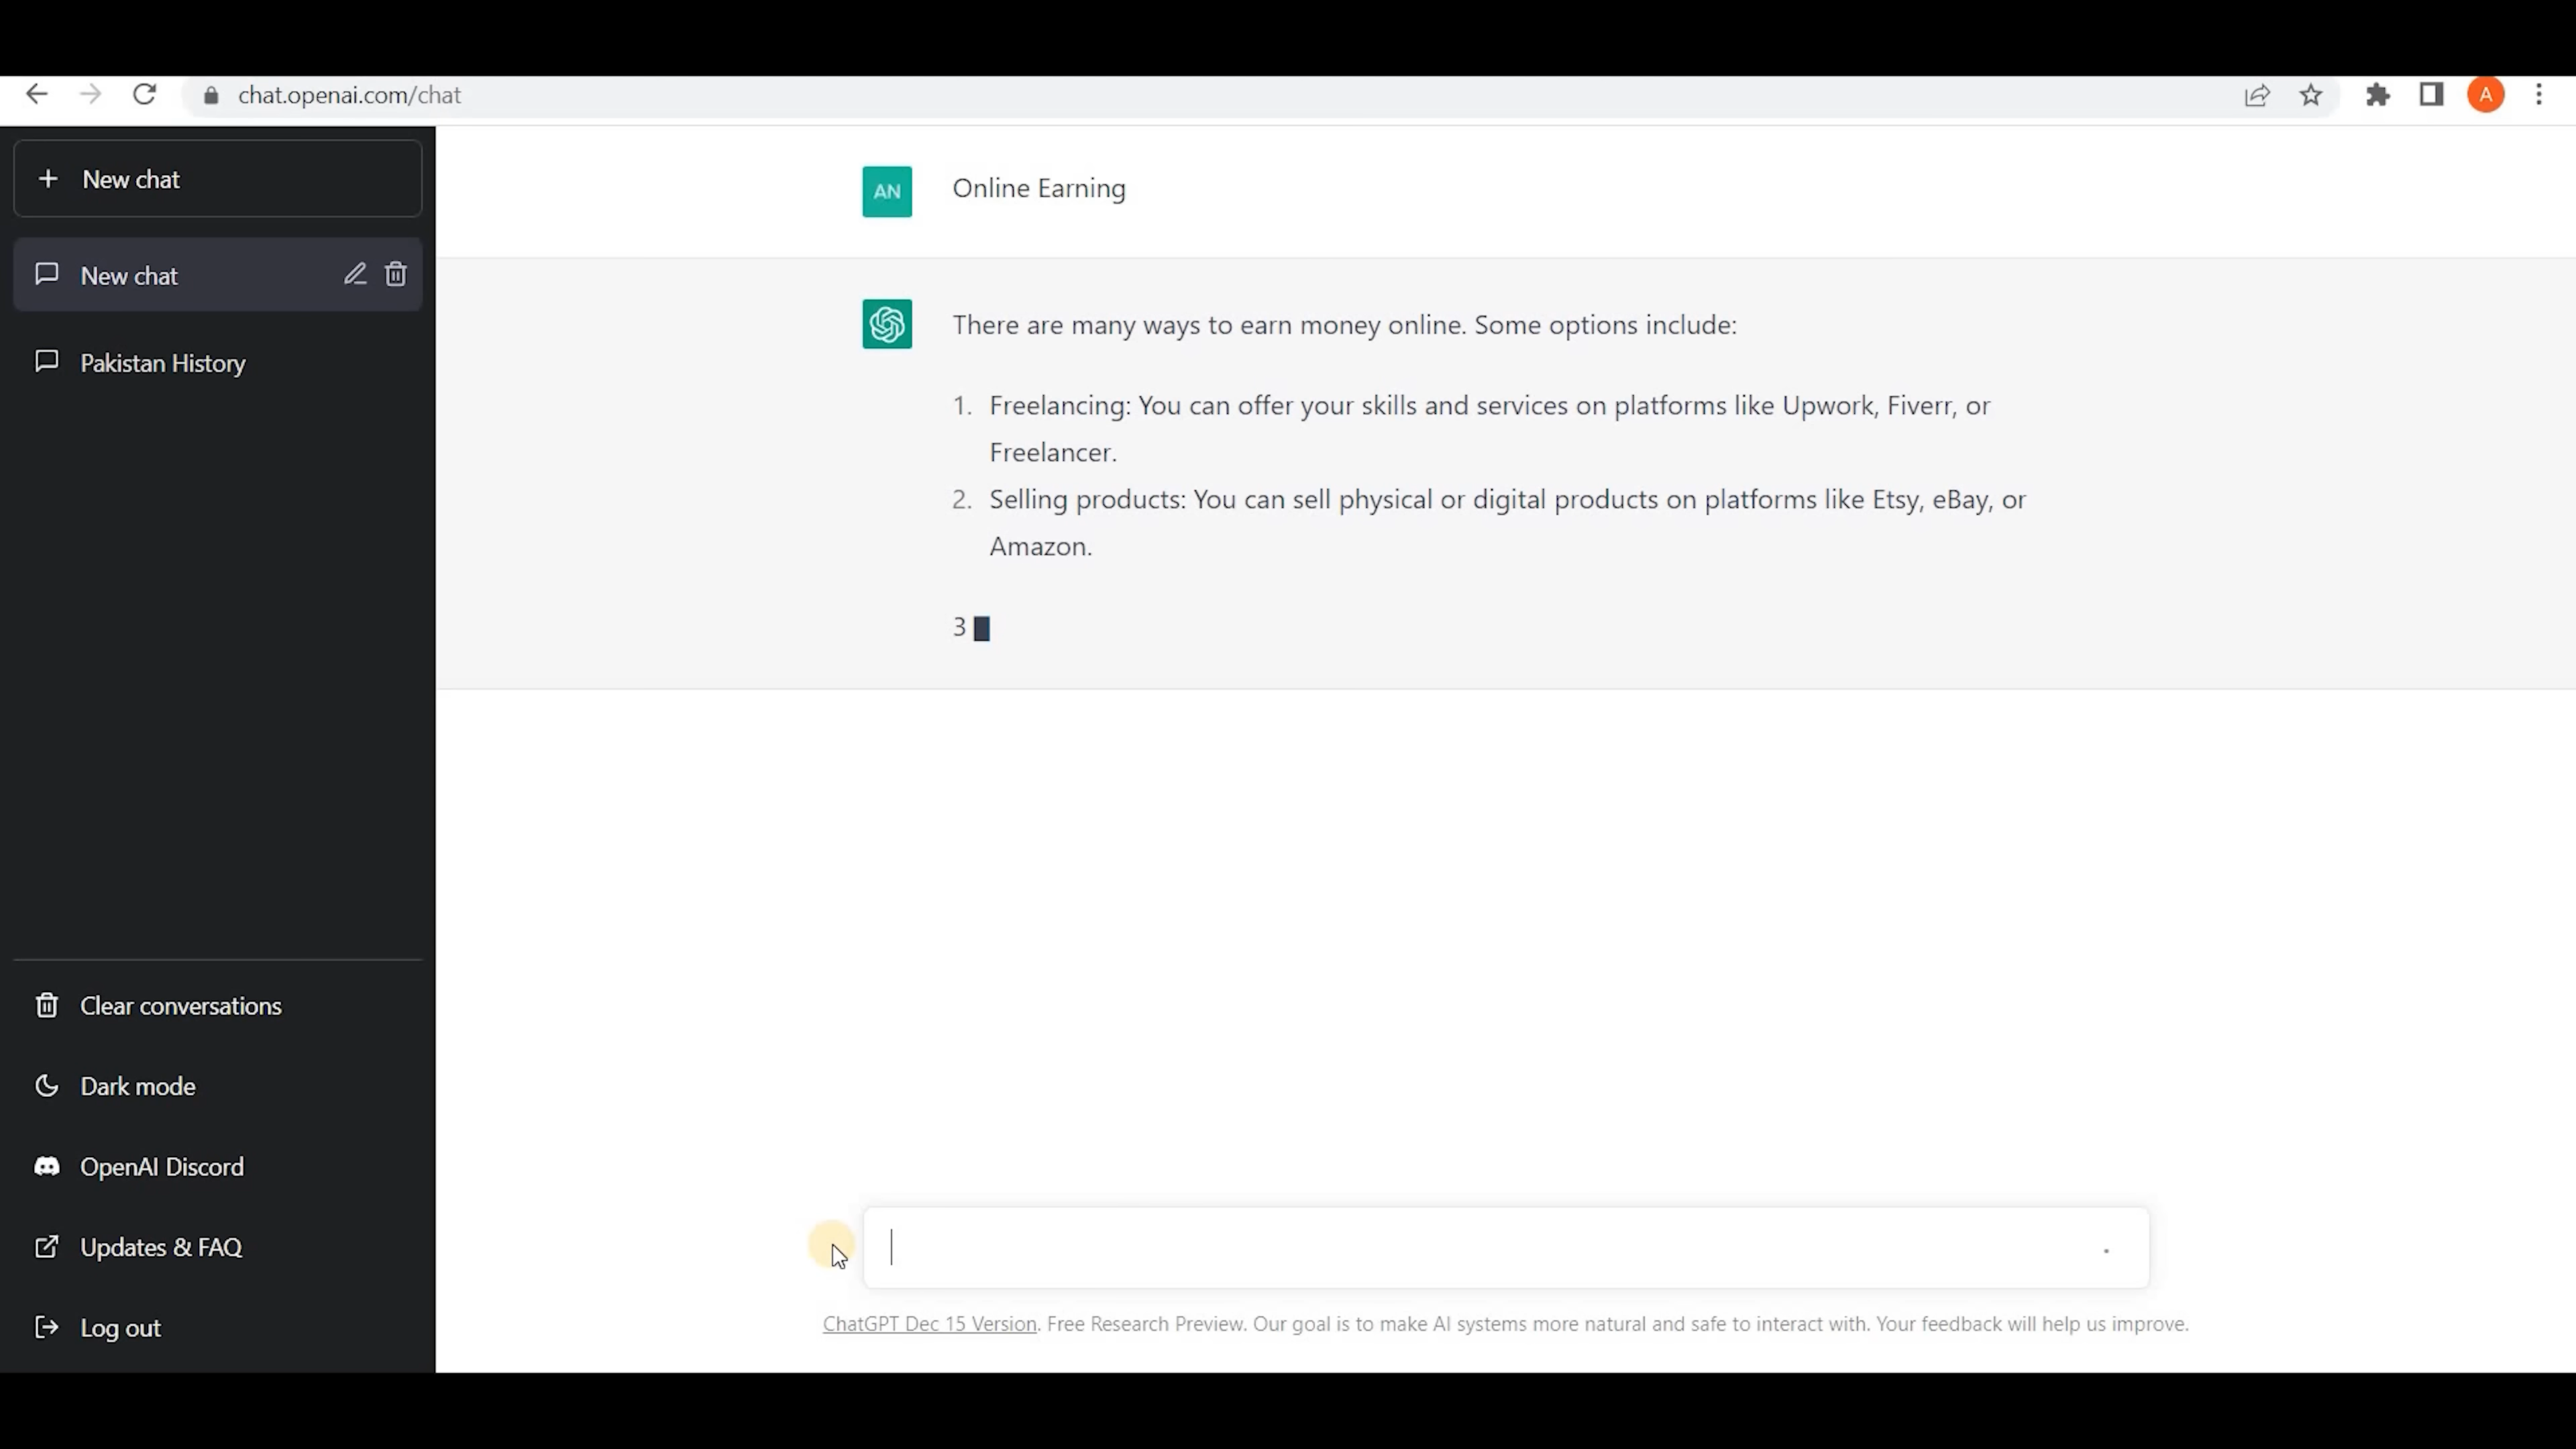 chat.openai.com/chat
A
New chat
New chat
Pakistan History
Clear conversations
Dark mode
OpenAI Discord
Updates & FAQ
Log out
AN
Online Earning
There are many ways to earn money online. Some options include:
1. Freelancing: You can offer your skills and services on platforms like Upwork, Fiverr, or
Freelancer.
2. Selling products: You can sell physical or digital products on platforms like Etsy, eBay, or
Amazon.
3
ChatGPT Dec 15 Version. Free Research Preview. Our goal is to make AI systems more natural and safe to interact with. Your feedback will help us improve.